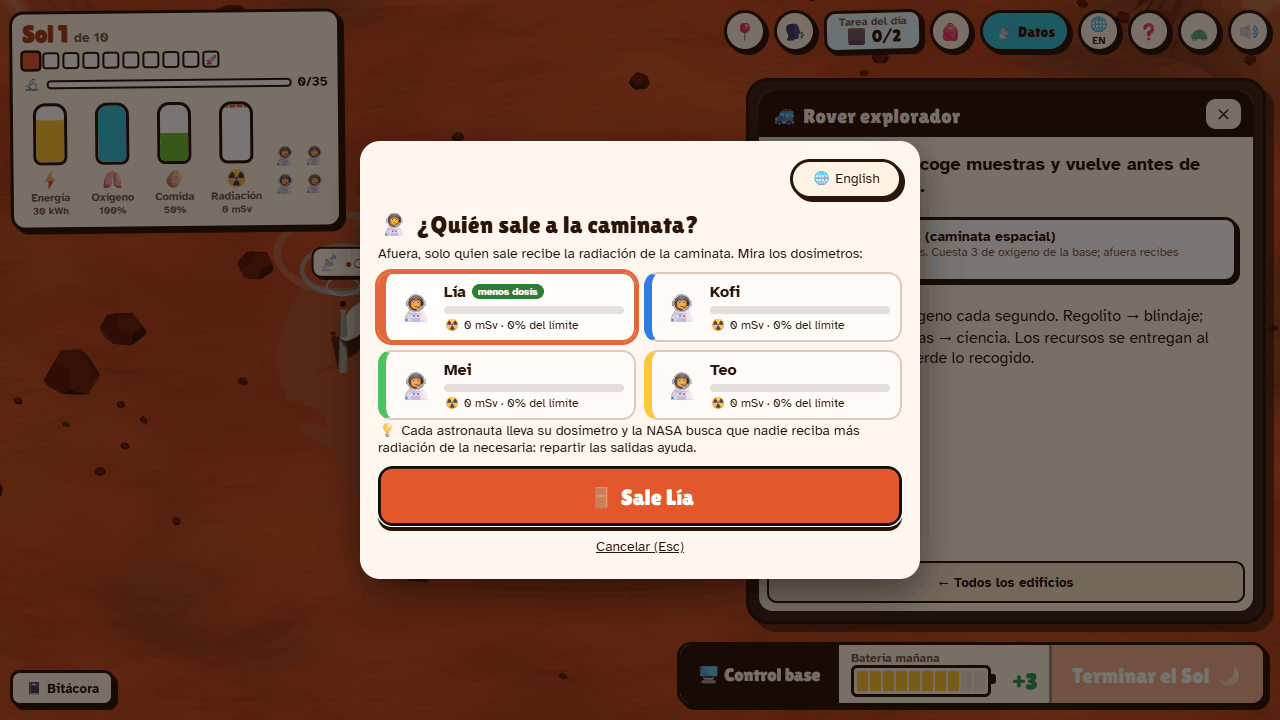 Sol 1 de 10
0/35
Energía
30 kWh
Oxígeno
100%
Comida
50%
Radiación
0 mSv
Tarea del día
0/2
Datos
EN
Rover explorador
coge muestras y vuelve antes de
(caminata espacial)
s. Cuesta 3 de oxígeno de la base; afuera recibes
geno cada segundo. Regolito → blindaje;
as → ciencia. Los recursos se entregan al
erde lo recogido.
← Todos los edificios
English
¿Quién sale a la caminata?
Afuera, solo quien sale recibe la radiación de la caminata. Mira los dosímetros:
Lía menos dosis
0 mSv · 0% del límite
Kofi
0 mSv · 0% del límite
Mei
0 mSv · 0% del límite
Teo
0 mSv · 0% del límite
Cada astronauta lleva su dosímetro y la NASA busca que nadie reciba más
radiación de la necesaria: repartir las salidas ayuda.
Sale Lía
Cancelar (Esc)
Bitácora
Control base
Batería mañana
+3
Terminar el Sol